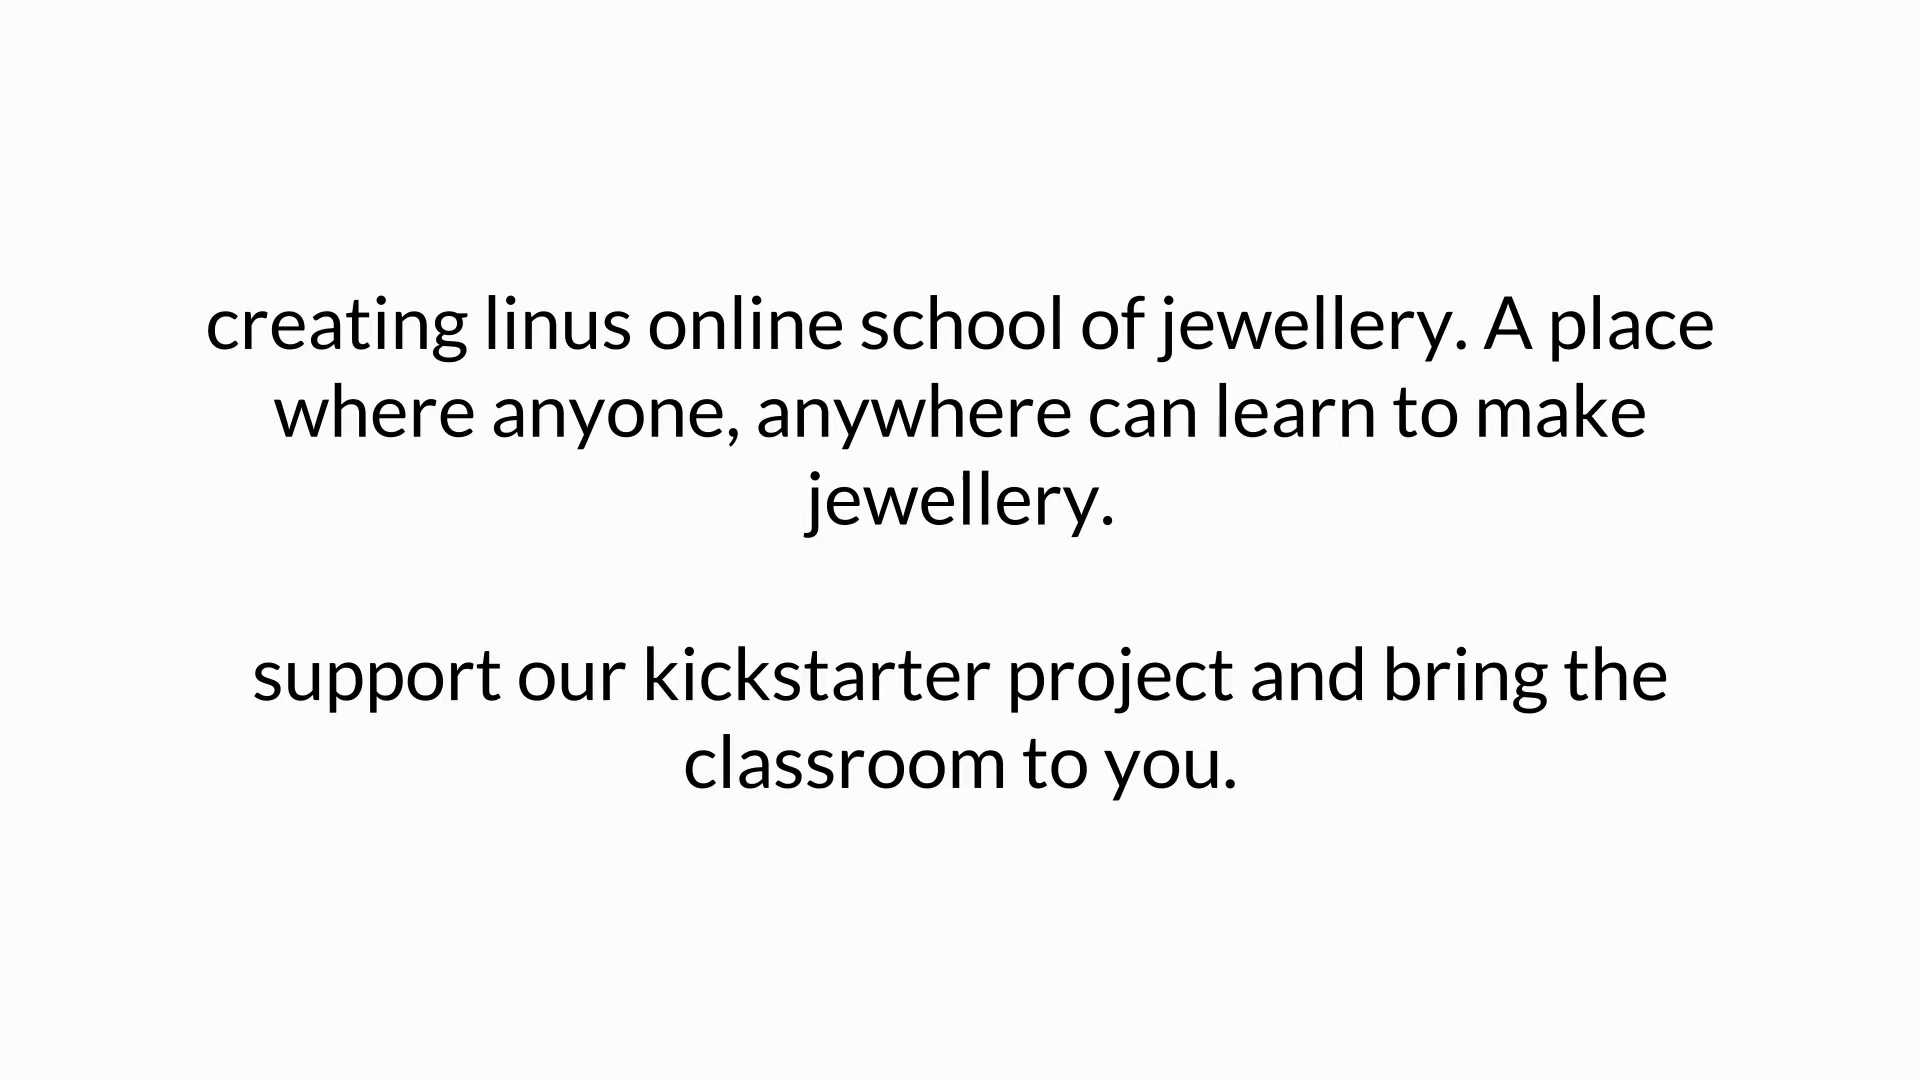 creating linus online school of jewellery. A place
where anyone, anywhere can learn to make
jewellery.
support our kickstarter project and bring the
classroom to you.